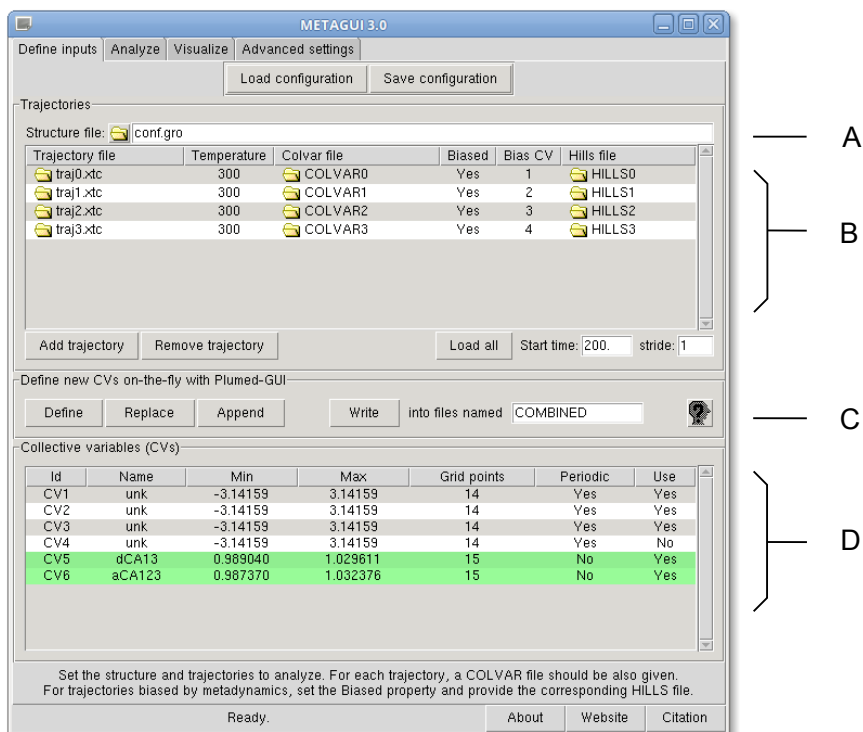 METAGUI 3.0
Define inputs Analyze Visualize Advanced settings
Load configuration Save configuration
Trajectories
Structure file: conf.gro A
Trajectory file Temperature Colvar file Biased Bias CV Hills file
traj0.xtc 300 COLVAR0 Yes 1 HILLS0
traj1.xtc 300 COLVAR1 Yes 2 HILLS1
traj2.xtc 300 COLVAR2 Yes 3 HILLS2
traj3.xtc 300 COLVAR3 Yes 4 HILLS3
B
Add trajectory Remove trajectory Load all Start time: 200. stride: 1
Define new CVs on-the-fly with Plumed-GUI
Define Replace Append Write into files named COMBINED ? C
Collective variables (CVs)
Id Name Min Max Grid points Periodic Use
CV1 unk -3.14159 3.14159 14 Yes Yes
CV2 unk -3.14159 3.14159 14 Yes Yes
CV3 unk -3.14159 3.14159 14 Yes Yes
CV4 unk -3.14159 3.14159 14 Yes No
CV5 dCA13 0.989040 1.029611 15 No Yes
CV6 aCA123 0.987370 1.032376 15 No Yes
D
Set the structure and trajectories to analyze. For each trajectory, a COLVAR file should be also given.
For trajectories biased by metadynamics, set the Biased property and provide the corresponding HILLS file.
Ready. About Website Citation